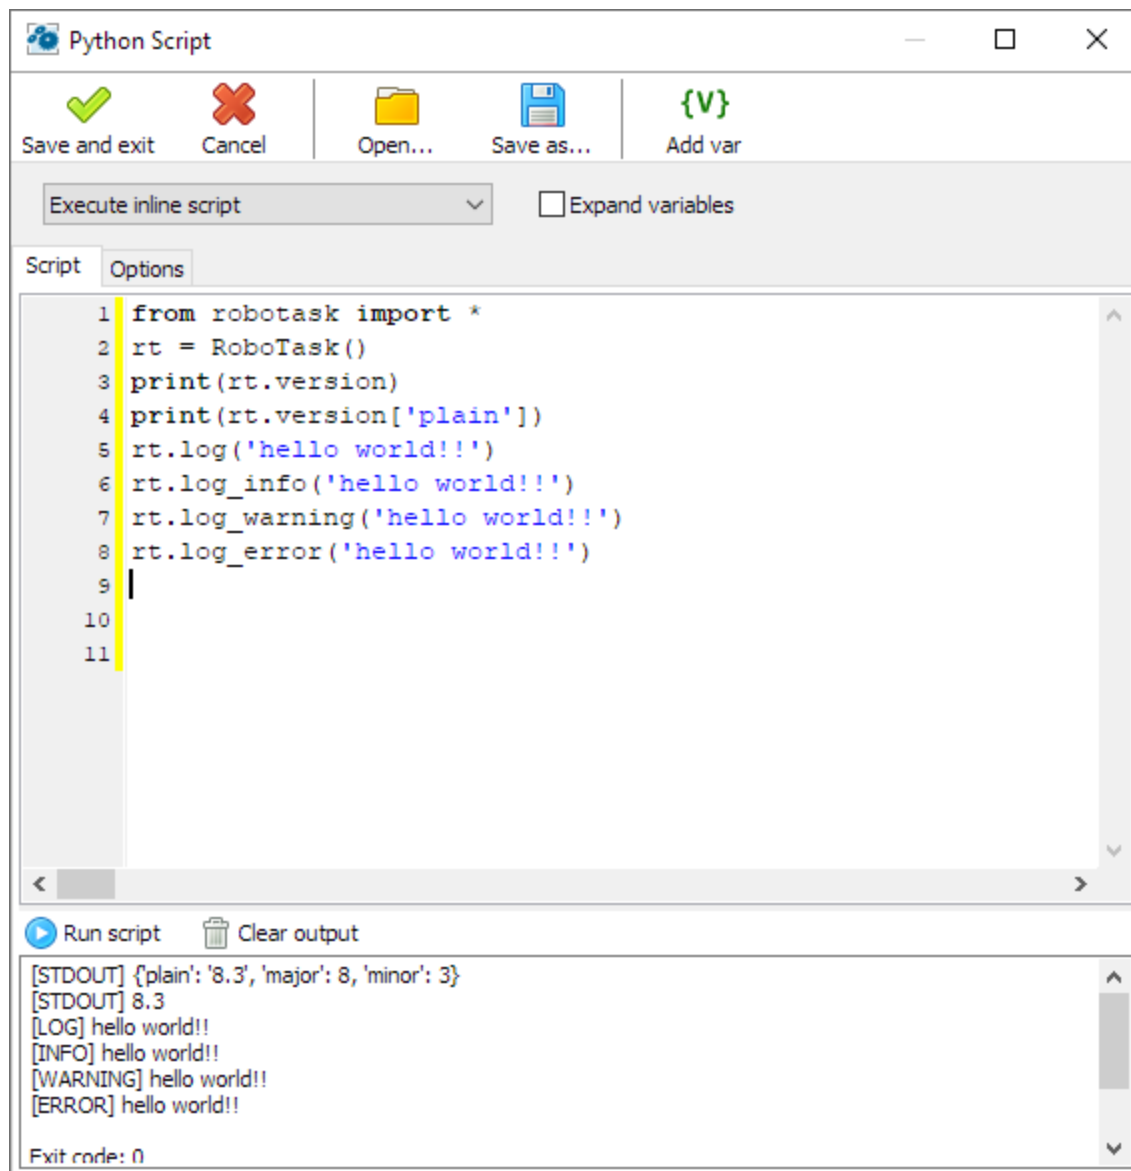 Python Script
Save and exit Cancel Open... Save as... {V} Add var
Execute inline script Expand variables
Script Options
1 from robotask import *
2 rt = RoboTask()
3 print(rt.version)
4 print(rt.version['plain'])
5 rt.log('hello world!!')
6 rt.log_info('hello world!!')
7 rt.log_warning('hello world!!')
8 rt.log_error('hello world!!')
9
10
11
Run script Clear output
[STDOUT] {'plain': '8.3', 'major': 8, 'minor': 3}
[STDOUT] 8.3
[LOG] hello world!!
[INFO] hello world!!
[WARNING] hello world!!
[ERROR] hello world!!
Exit code: 0